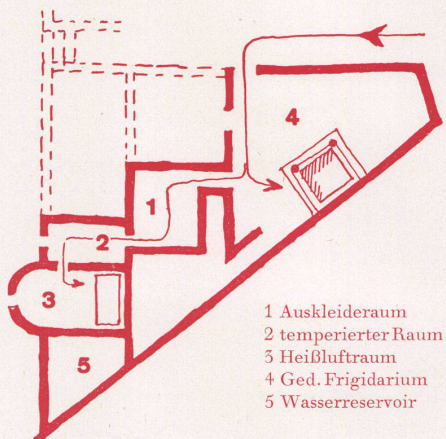 4
1
2
3
5
1 Auskleideraum
2 temperierter Raum
3 Heißluftraum
4 Ged. Frigidarium
5 Wasserreservoir